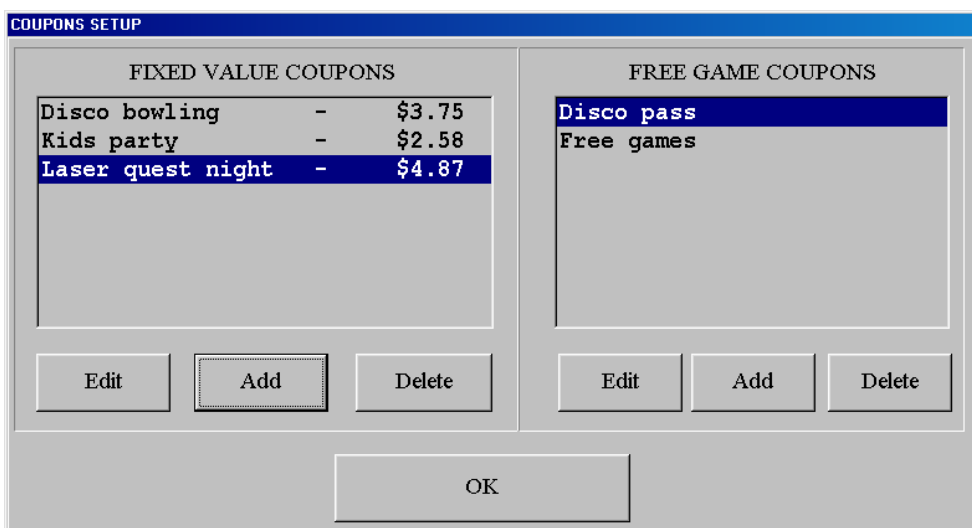 COUPONS SETUP
FIXED VALUE COUPONS
Disco bowling - $3.75
Kids party - $2.58
Laser quest night - $4.87
Edit Add Delete
FREE GAME COUPONS
Disco pass
Free games
Edit Add Delete
OK